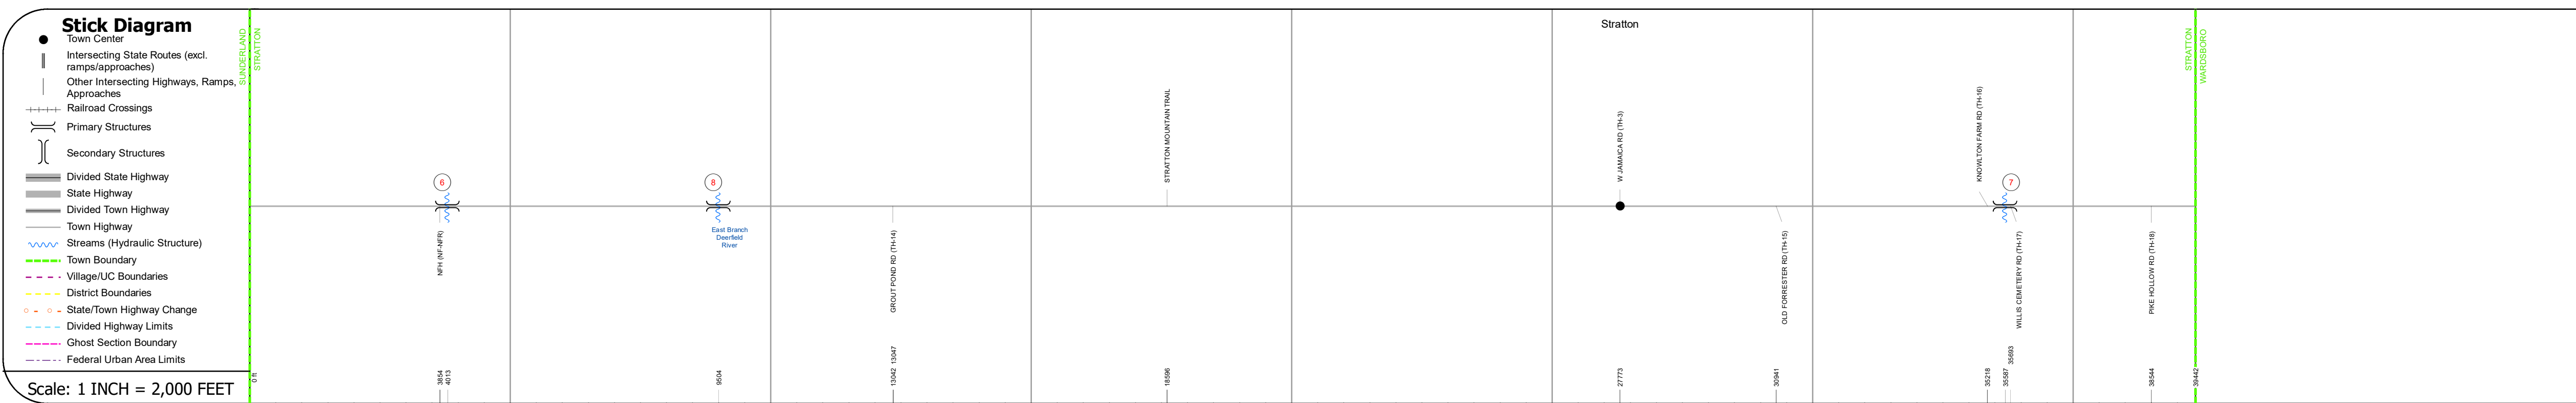 Stick Diagram
Town Center
Intersecting State Routes (excl.
ramps/approaches)
Other Intersecting Highways, Ramps,
Approaches
Railroad Crossings
Primary Structures
Secondary Structures
Divided State Highway
State Highway
Divided Town Highway
Town Highway
Streams (Hydraulic Structure)
Town Boundary
Village/UC Boundaries
District Boundaries
State/Town Highway Change
Divided Highway Limits
Ghost Section Boundary
Federal Urban Area Limits
Scale: 1 INCH = 2,000 FEET
SUNDERLAND
STRATTON
Stratton
STRATTON
WARDSBORO
6
NFH (NF-NFR)
8
East Branch
Deerfield
River
GROUT POND RD (TH-14)
STRATTON MOUNTAIN TRAIL
W JAMAICA RD (TH-3)
OLD FORRESTER RD (TH-15)
KNOWLTON FARM RD (TH-16)
7
WILLIS CEMETERY RD (TH-17)
PIKE HOLLOW RD (TH-18)
0 ft
3854
4013
9504
13042 13047
18596
27773
30941
35218
35587
35693
38544
39442